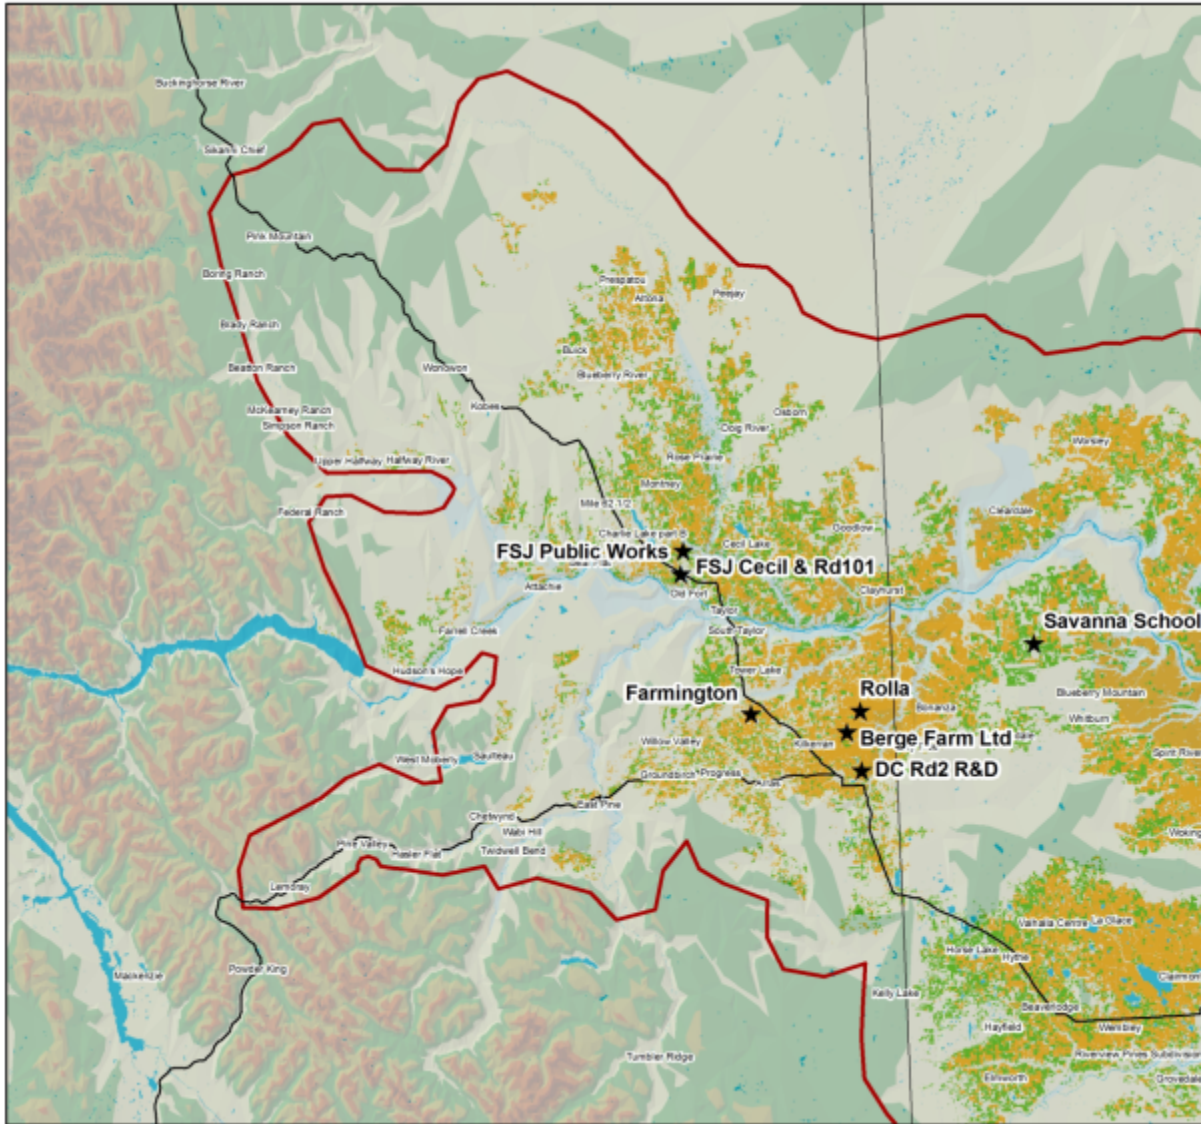 Buckinghorse River
Sikanni Chief
Pink Mountain
Boring Ranch
Prespatou
Altona
Peejay
Brady Ranch
Buick
Beatton Ranch
Wonowon
Blueberry River
McKearney Ranch
Kobes
Osborn
Simpson Ranch
Doig River
Worsley
Upper Halfway
Halfway River
Rose Prairie
Montney
Mile 62 1/2
Federal Ranch
Cleardale
Goodlow
Charlie Lake part B
Cecil Lake
FSJ Public Works
FSJ Cecil & Rd101
Attachie
Old Fort
Clayhurst
Taylor
Savanna School
Farrell Creek
South Taylor
Hudson's Hope
Tower Lake
Farmington
Rolla
Blueberry Mountain
Bonanza
Whitburn
Willow Valley
Kilkerran
Berge Farm Ltd
Spirit River
West Moberly
Saulteau
Groundbirch
Progress
Arras
DC Rd2 R&D
East Pine
Chetwynd
Wabi Hill
Woking
Pine Valley
Hasler Flat
Twidwell Bend
Lemoray
Valhalla Centre
La Glace
Horse Lake
Hythe
Powder King
Mackenzie
Clairmont
Kelly Lake
Beaverlodge
Hayfield
Wembley
Tumbler Ridge
Riverview Pines Subdivision
Elmworth
Grovedale